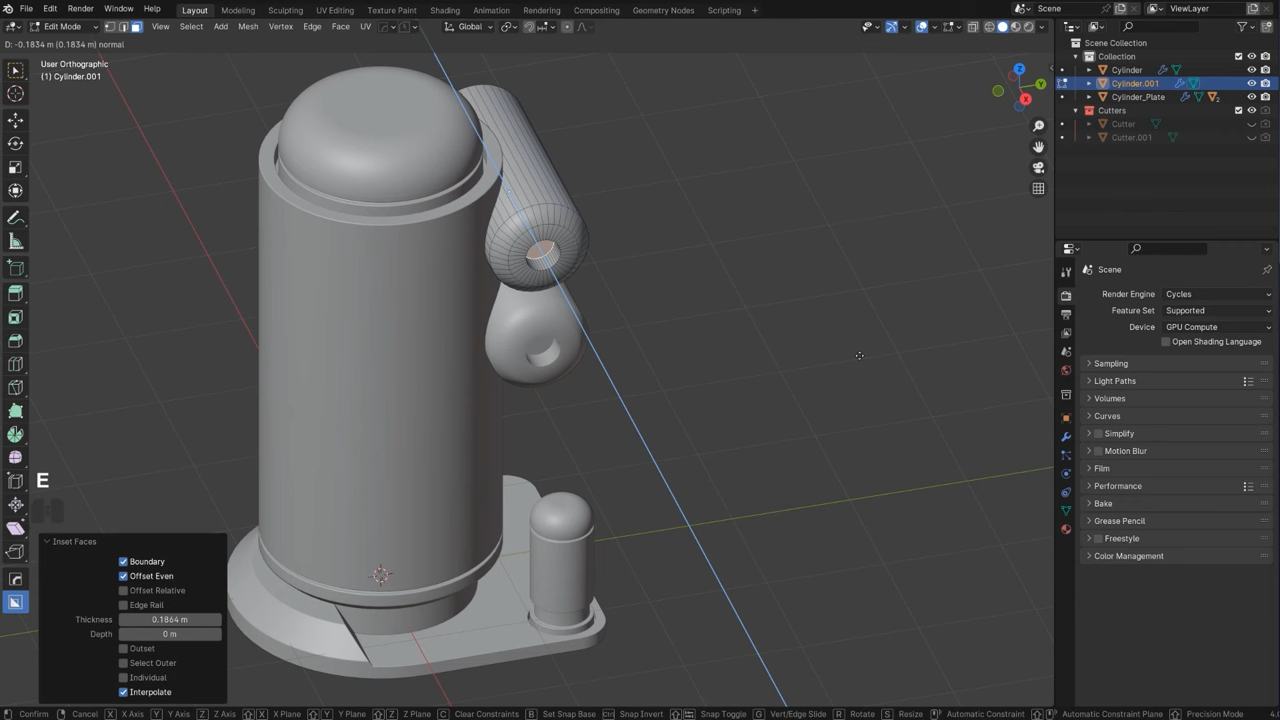 File Edit Render Window Help Layout Modeling Sculpting UV Editing Texture Paint Shading Animation Rendering Compositing Geometry Nodes Scripting + Scene ViewLayer
Edit Mode View Select Add Mesh Vertex Edge Face UV Global
D: -0.1834 m (0.1834 m) normal
User Orthographic
(1) Cylinder.001
Z
Y
X
E
Inset Faces
Boundary
Offset Even
Offset Relative
Edge Rail
Thickness 0.1864 m
Depth 0 m
Outset
Select Outer
Individual
Interpolate
Scene Collection
Collection
Cylinder
Cylinder.001
Cylinder_Plate 2
Cutters
Cutter
Cutter.001
Scene
Render Engine Cycles
Feature Set Supported
Device GPU Compute
Open Shading Language
Sampling
Light Paths
Volumes
Curves
Simplify
Motion Blur
Film
Performance
Bake
Grease Pencil
Freestyle
Color Management
Confirm Cancel X X Axis Y Y Axis Z Z Axis X X Plane Y Y Plane Z Z Plane C Clear Constraints B Set Snap Base Ctrl Snap Invert Snap Toggle G Vert/Edge Slide R Rotate S Resize Automatic Constraint Automatic Constraint Plane Precision Mode